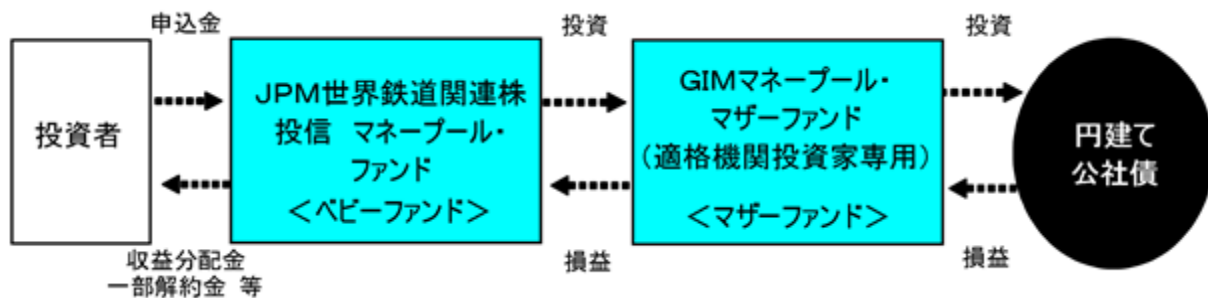 申込金
投資
投資
投資者
JPM世界鉄道関連株
投信　マネープール・
ファンド
＜ベビーファンド＞
GIMマネープール・
マザーファンド
（適格機関投資家専用）
＜マザーファンド＞
円建て
公社債
収益分配金
一部解約金 等
損益
損益